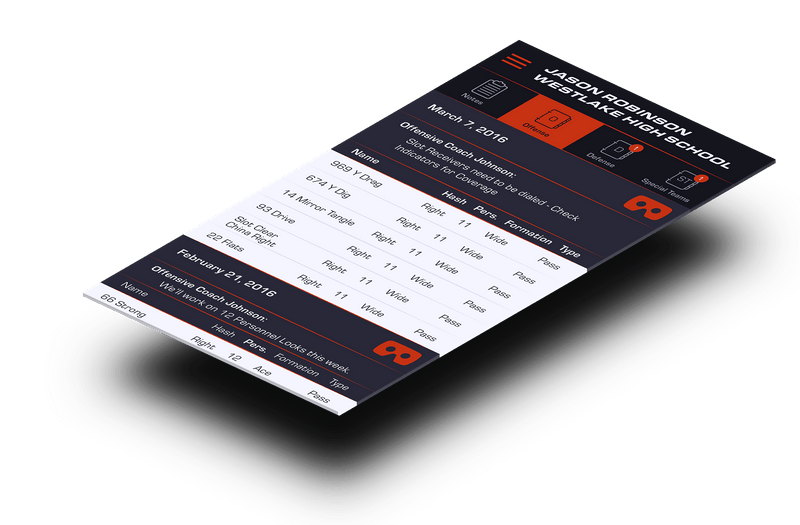 JASON ROBINSON
WESTLAKE HIGH SCHOOL
Notes
O
Offense
D
!
Defense
ST
!
Special Teams
March 7, 2016
Offensive Coach Johnson:
Slot Receivers need to be dialed - Check
Indicators for Coverage
Name Hash Pers. Formation Type
969 Y Drag Right 11 Wide Pass
674 Y Dig Right 11 Wide Pass
14 Mirror Tangle Right 11 Wide Pass
93 Drive Right 11 Wide Pass
Slot Clear
China Right
22 Flats Right 11 Wide Pass
February 21, 2016
Offensive Coach Johnson:
We'll work on 12 Personnel Looks this week.
Name Hash Pers. Formation Type
66 Strong Right 12 Ace Pass